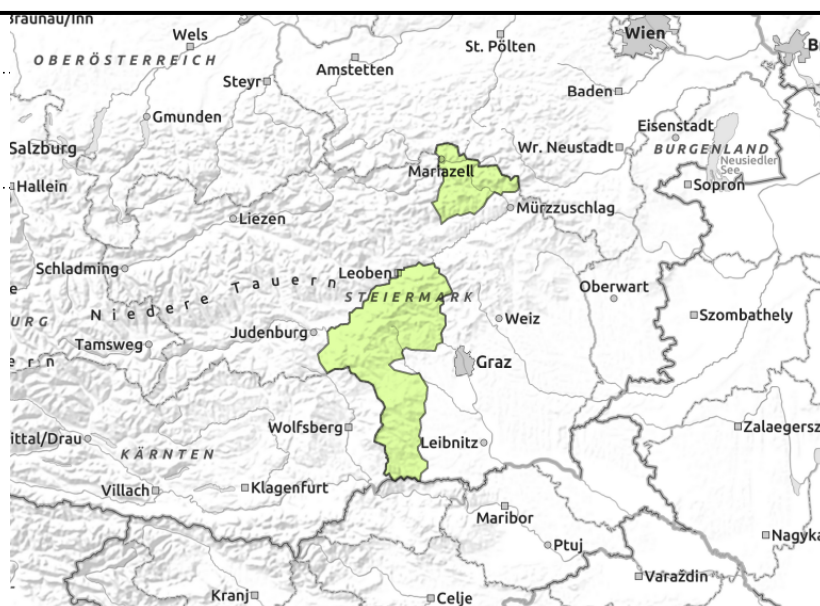 Braunau/Inn
Wels
St. Pölten
Wien
OBERÖSTERREICH
Amstetten
Steyr
Baden
Gmunden
Eisenstadt
Salzburg
Wr. Neustadt
BURGENLAND
Neusiedler
See
Mariazell
Hallein
Sopron
Mürzzuschlag
Liezen
Schladming
Leoben
Niedere Tauern
STEIERMARK
Oberwart
Szombathely
Weiz
Judenburg
Tamsweg
Graz
Wolfsberg
Leibnitz
KÄRNTEN
Villach
Klagenfurt
Maribor
Ptuj
Varaždin
Kranj
Celje